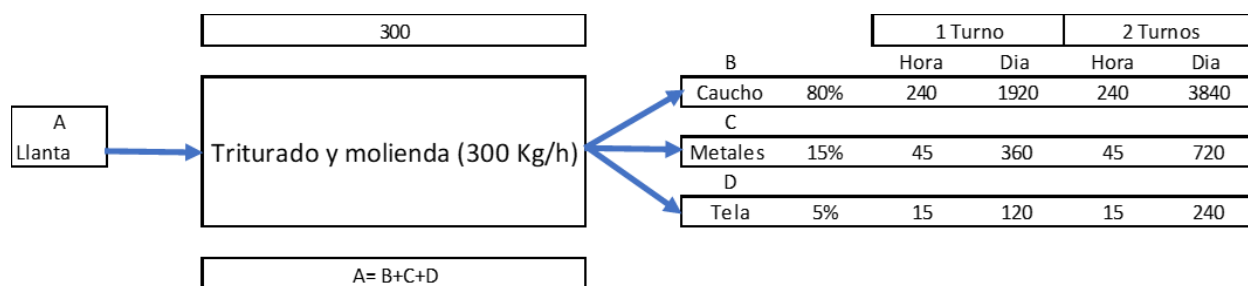 300 1 Turno 2 Turnos
B Hora Dia Hora Dia
Caucho 80% 240 1920 240 3840
A C
Llanta Triturado y molienda (300 Kg/h) Metales 15% 45 360 45 720
D
Tela 5% 15 120 15 240
A= B+C+D